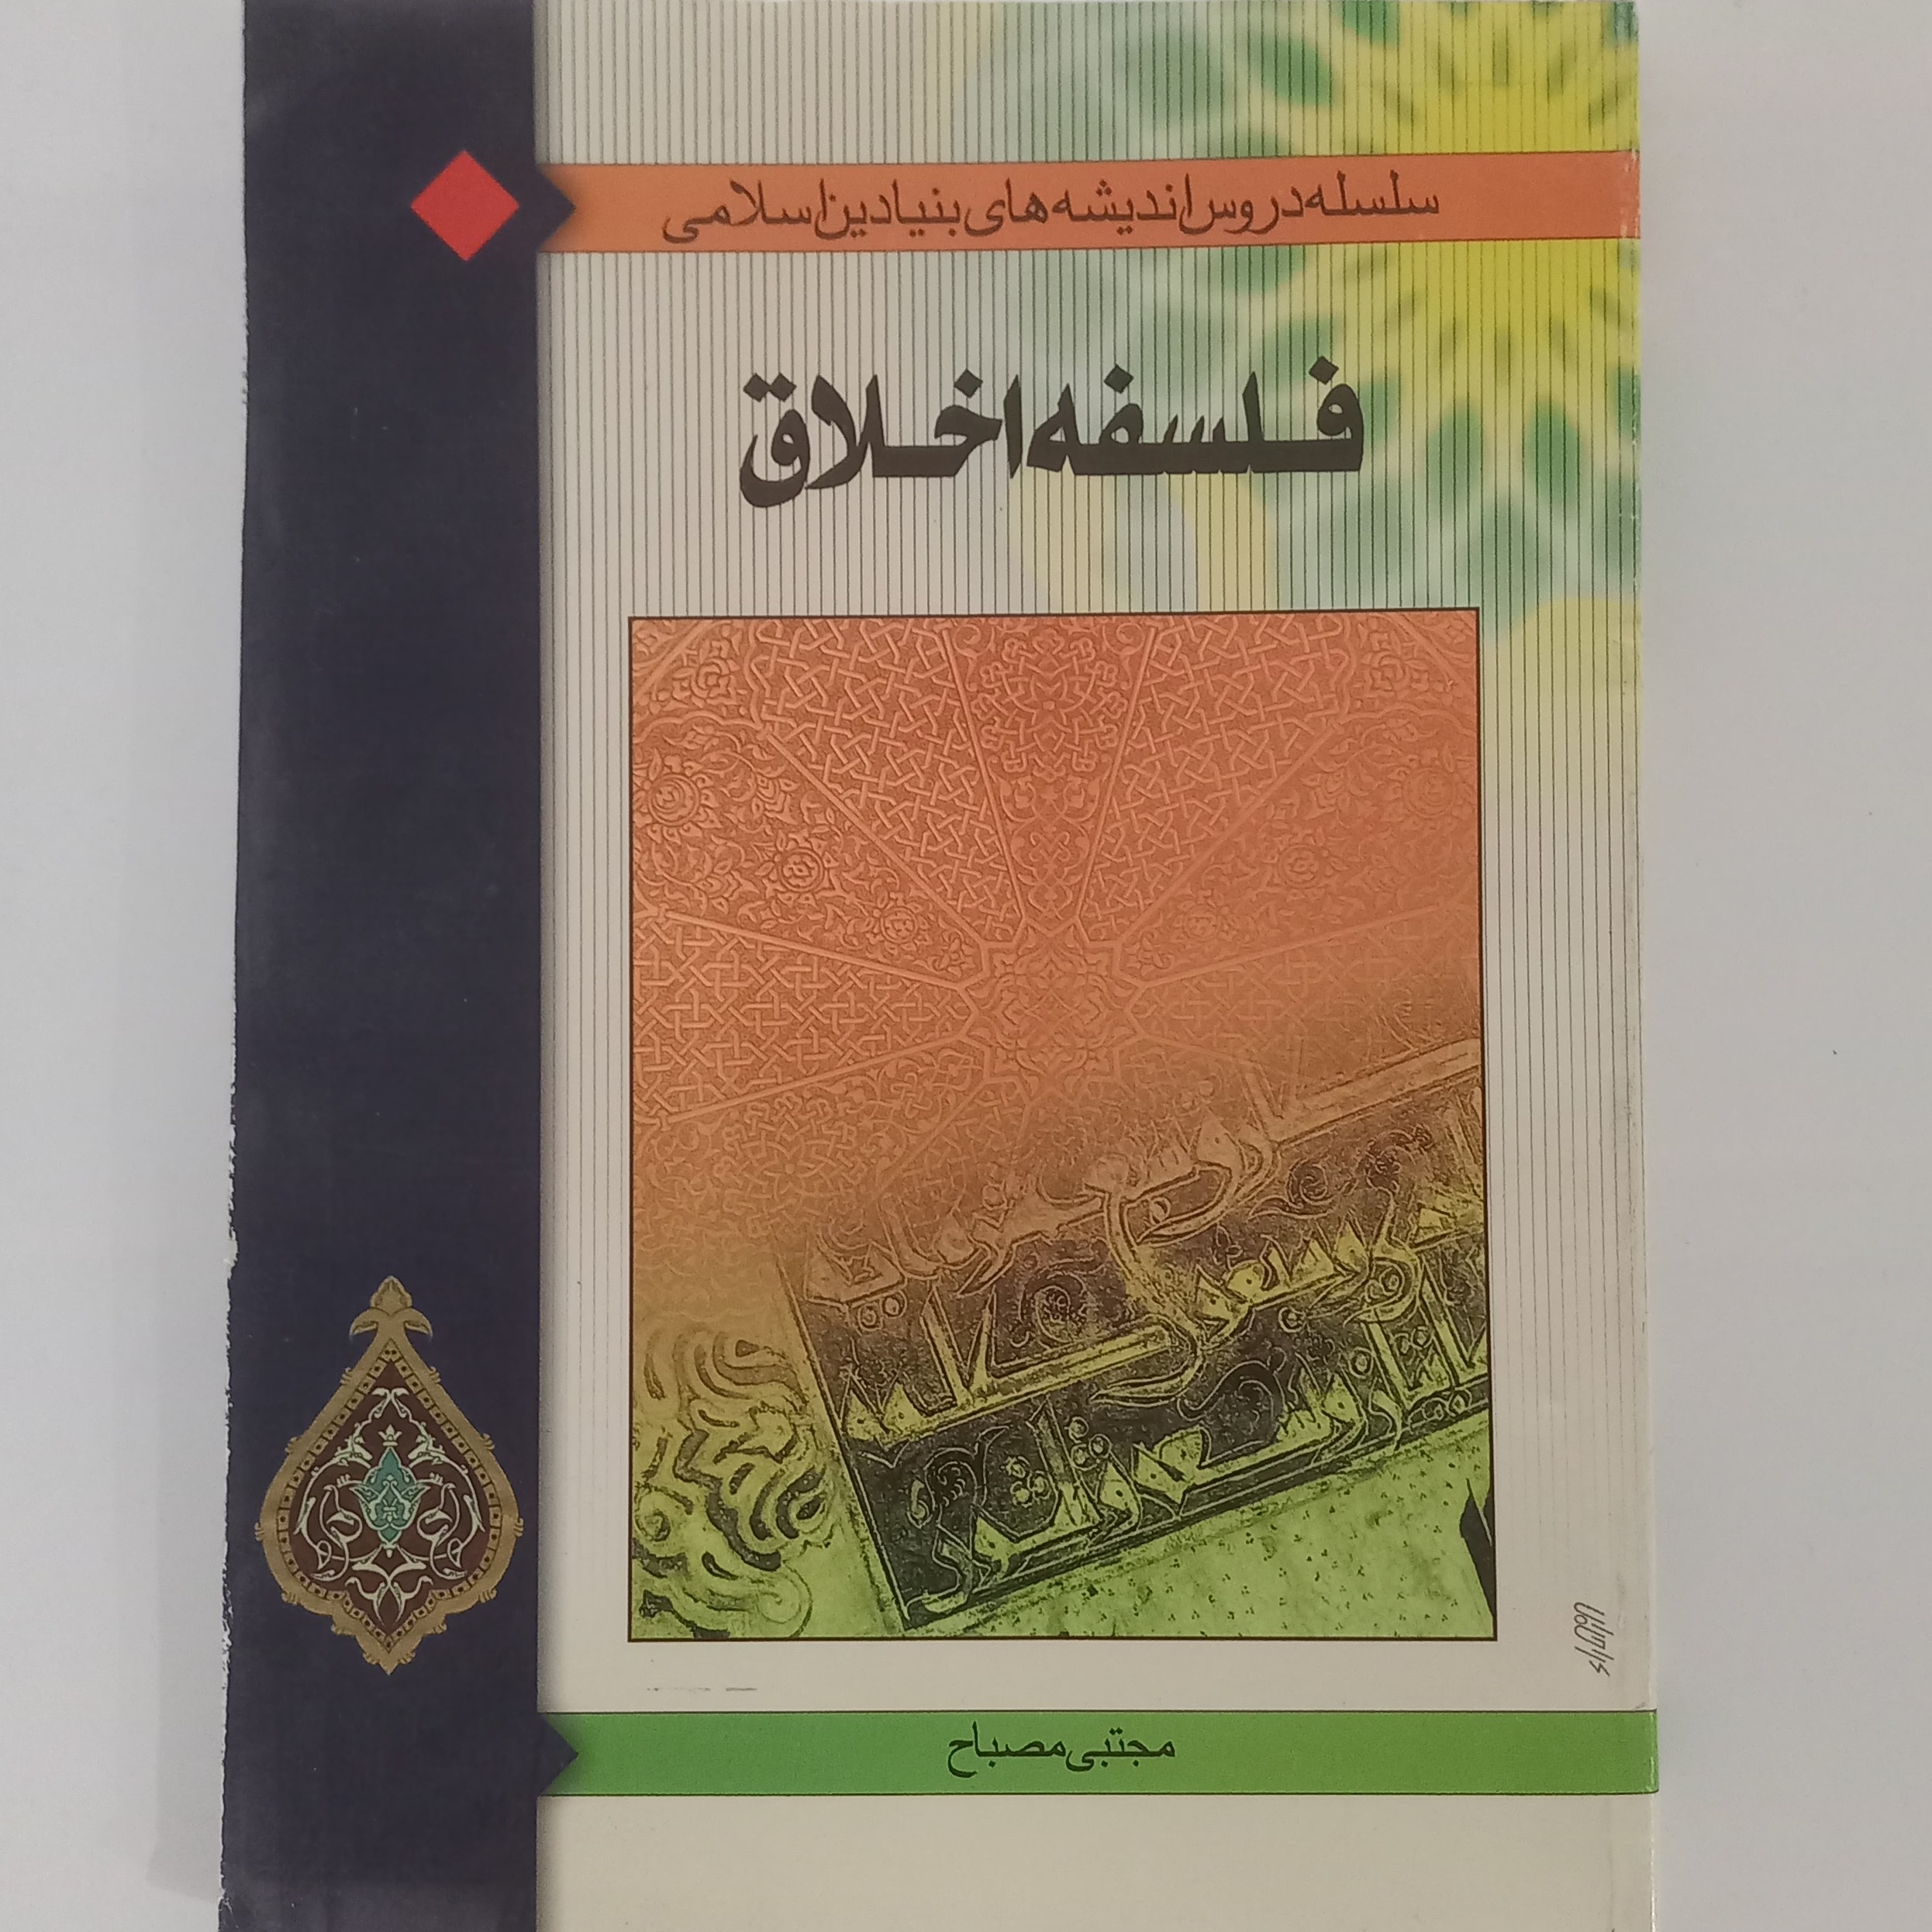 سلسله دروس اندیشه‌های بنیادین اسلامی
فلسفه اخلاق
مجتبی مصباح